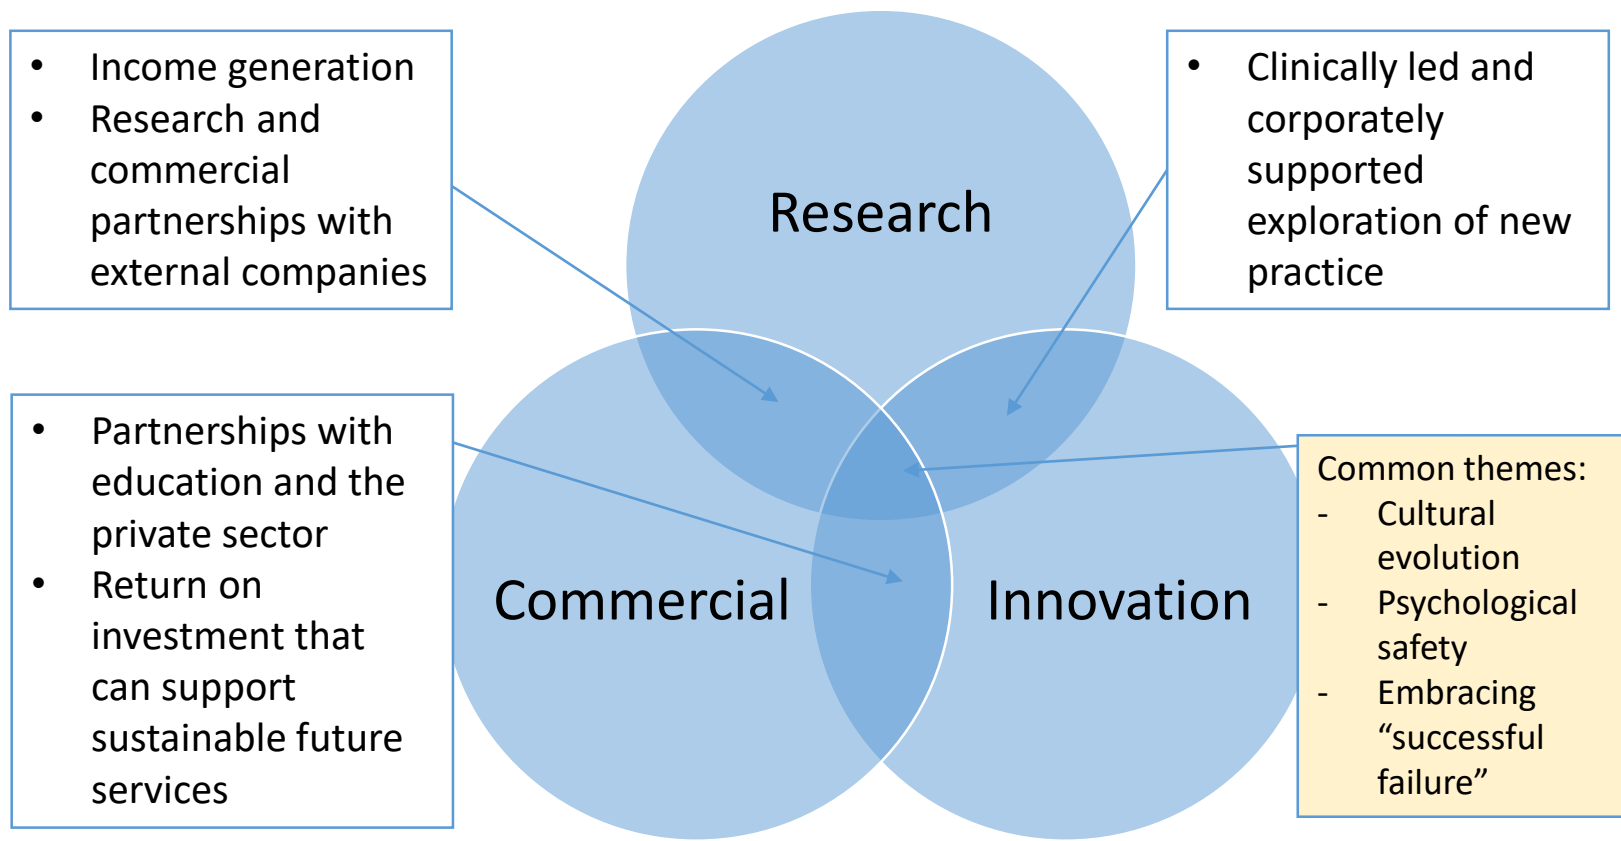 • Income generation
• Research and
commercial
partnerships with
external companies
Research
• Clinically led and
corporately
supported
exploration of new
practice
• Partnerships with
education and the
private sector
• Return on
investment that
can support
sustainable future
services
Commercial
Innovation
Common themes:
- Cultural
evolution
- Psychological
safety
- Embracing
“successful
failure”